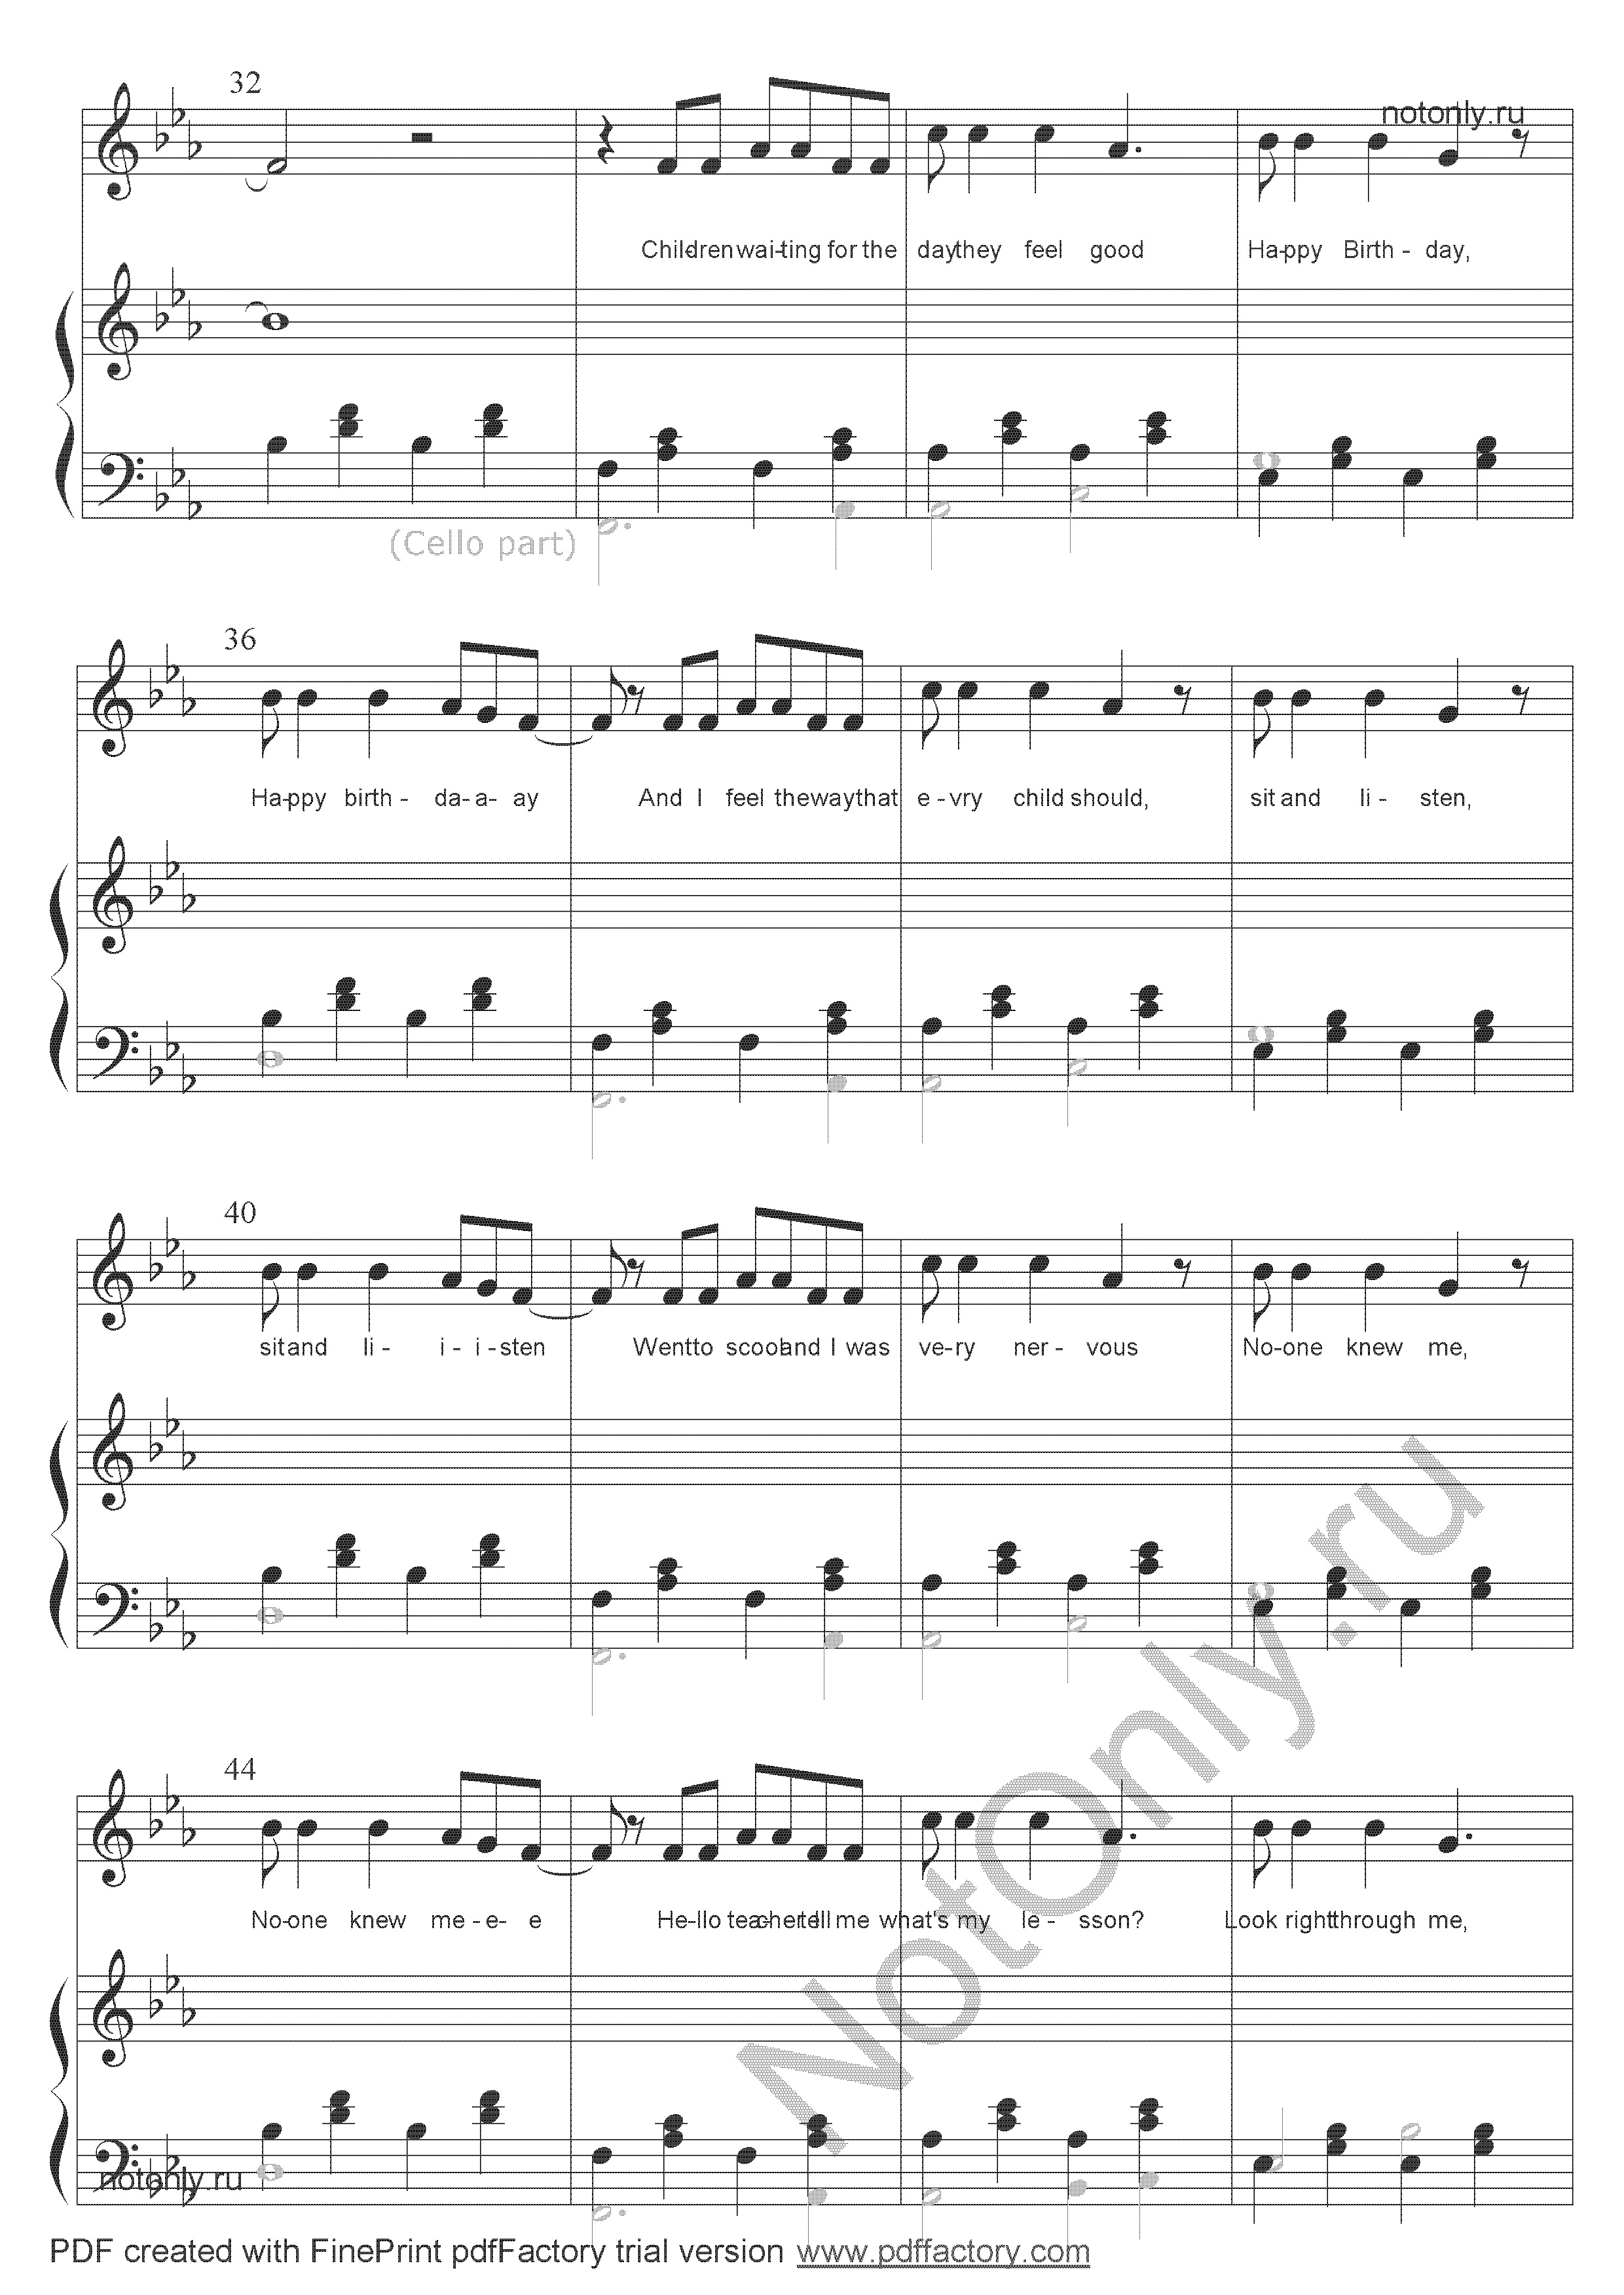 32
notonly.ru
Chil-dren wai-ting for the day they feel good Ha-ppy Birth - day,
(Cello part)
36
Ha-ppy birth - da-a- ay And I feel the way that e - vry child should, sit and li - sten,
40
sit and li - i - i - sten Went to scool and I was ve-ry ner - vous No-one knew me,
44
No-one knew me - e- e He-llo tea-cher tell me what's my le - sson? Look right through me,
NotOnly.ru
notonly.ru
PDF created with FinePrint pdfFactory trial version www.pdffactory.com